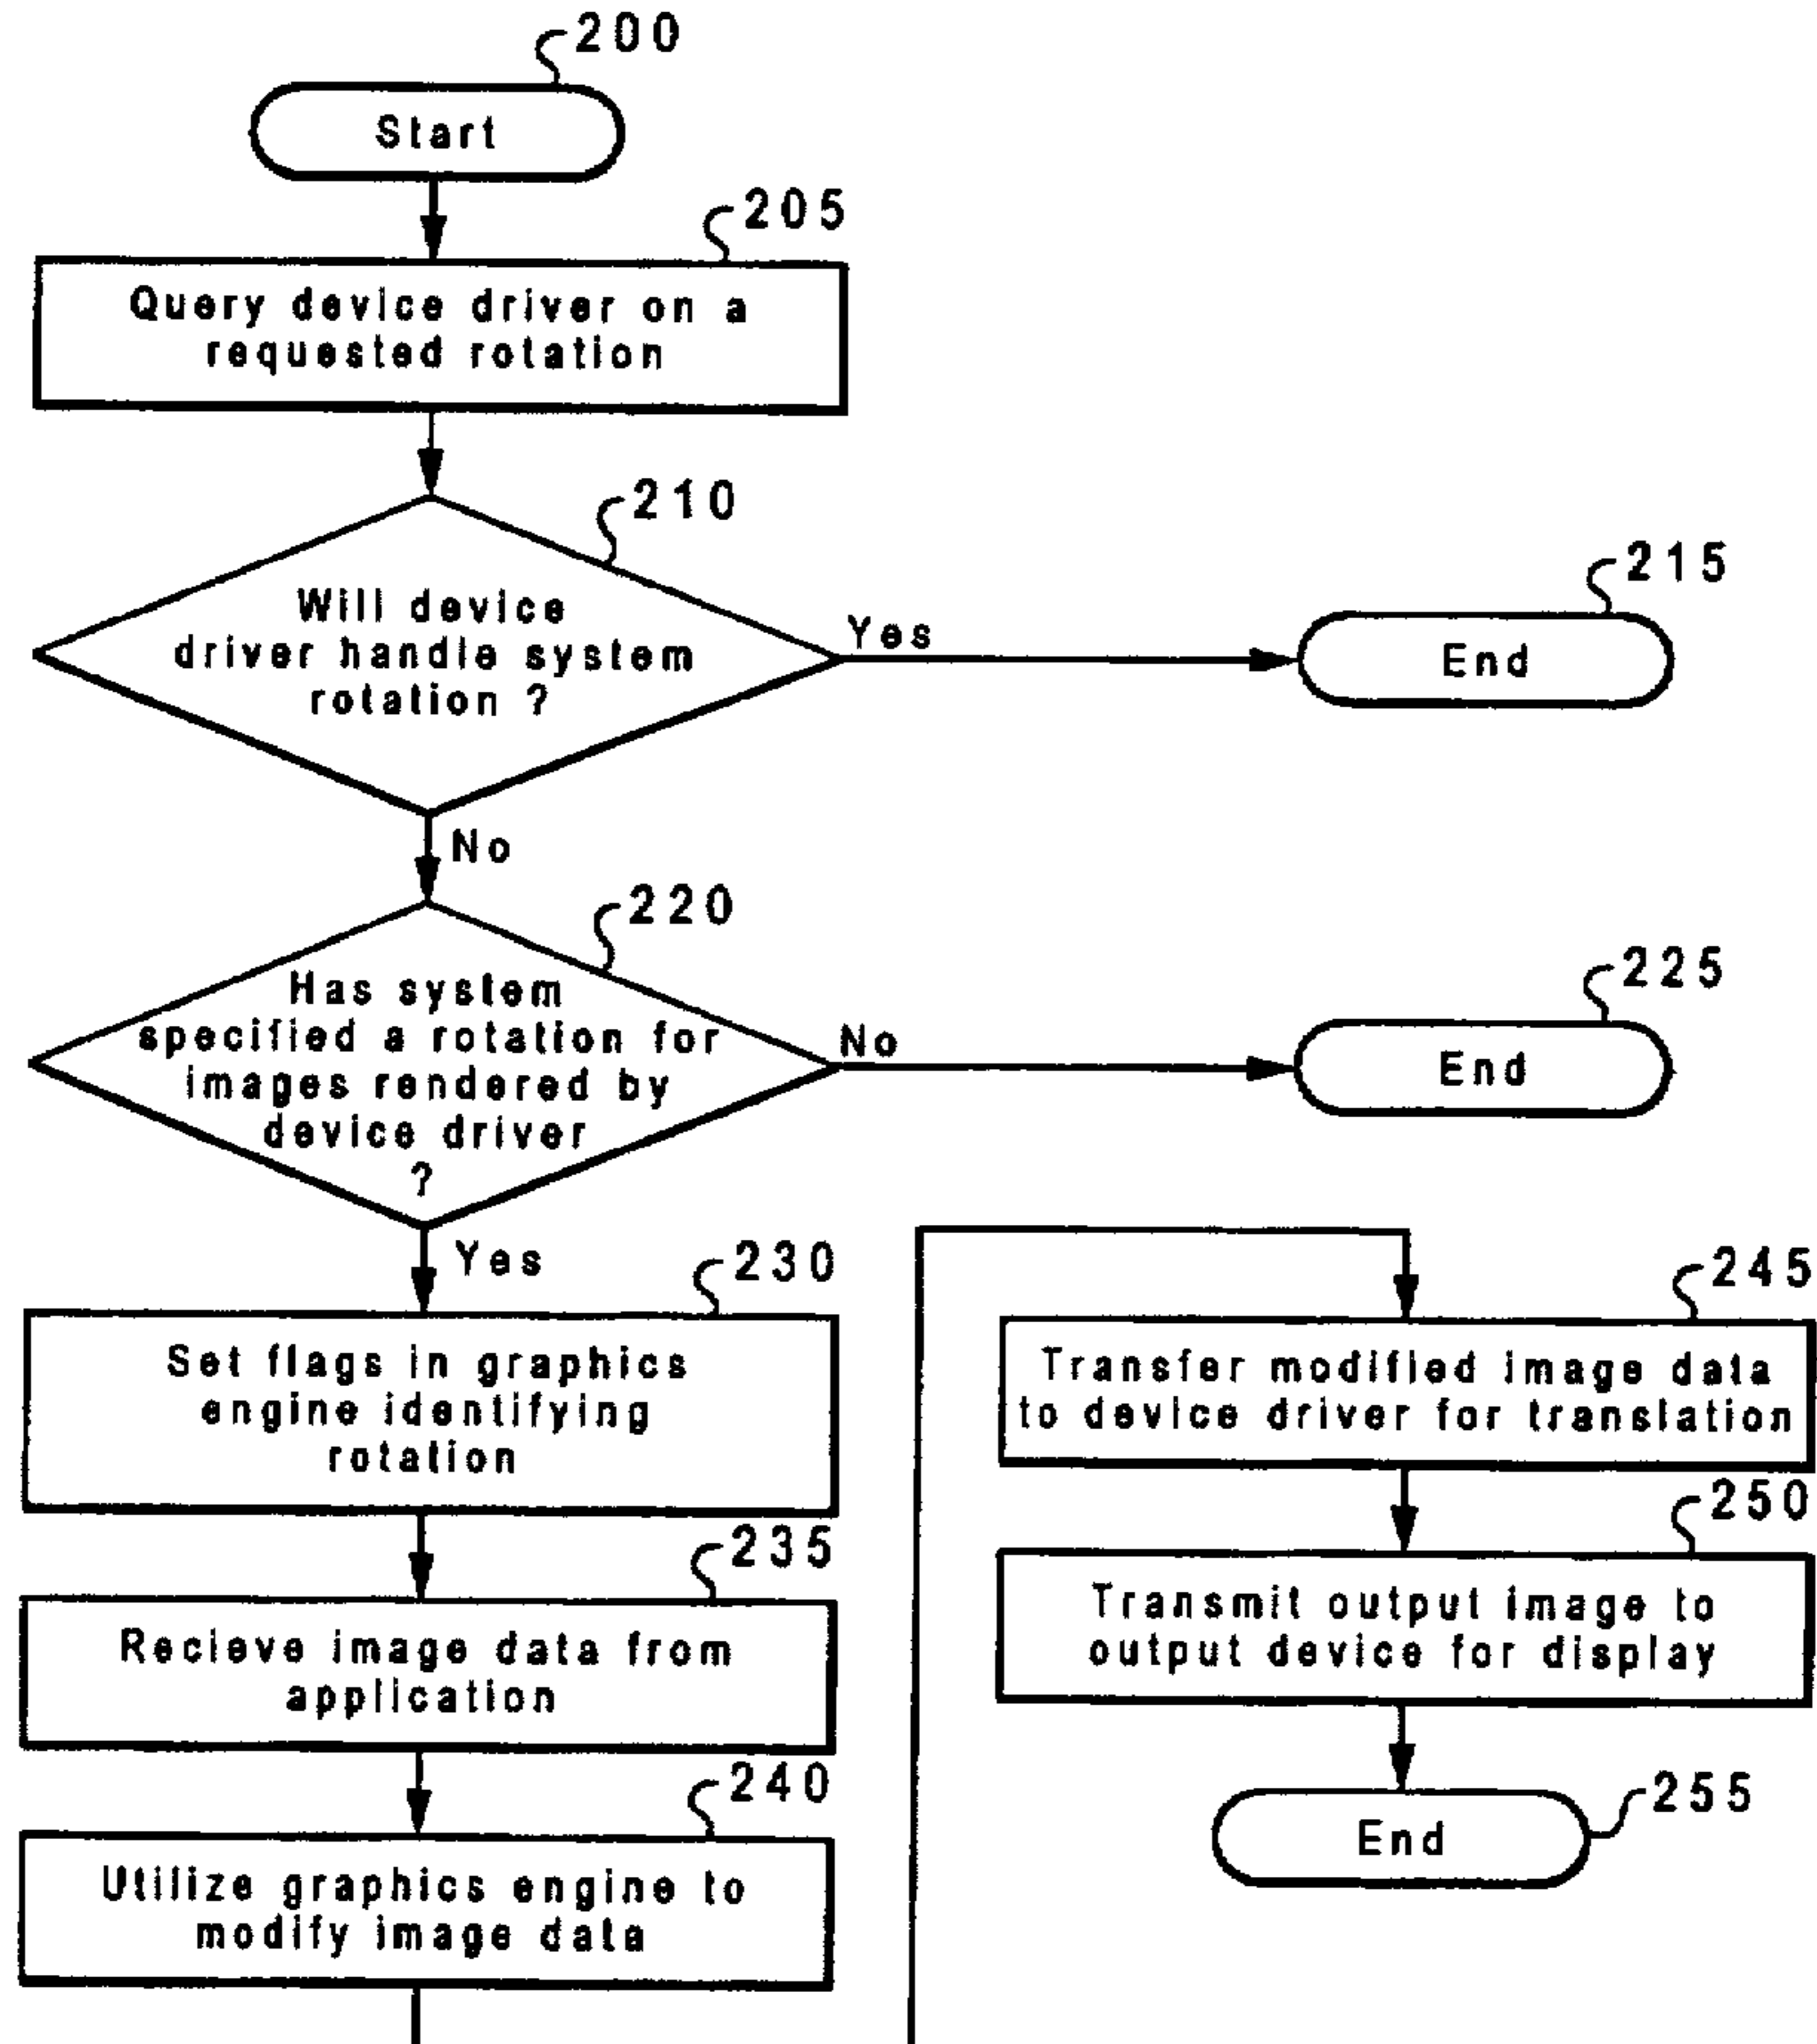 200
Start
205
Query device driver on a
requested rotation
210
Will device
driver handle system
rotation ?
Yes
215
End
No
220
Has system
specified a rotation for
images rendered by
device driver
?
No
225
End
Yes
230
Set flags in graphics
engine identifying
rotation
235
Recieve image data from
application
240
Utilize graphics engine to
modify image data
245
Transfer modified image data
to device driver for translation
250
Transmit output image to
output device for display
255
End